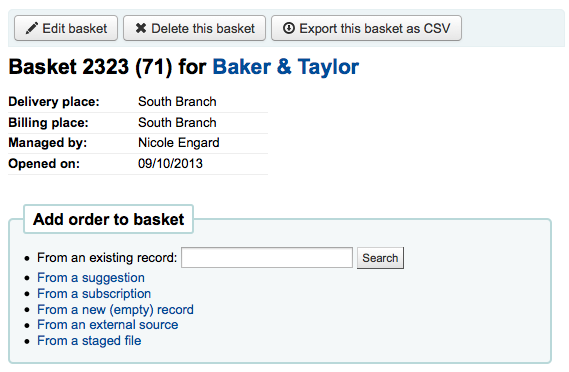 Edit basket Delete this basket Export this basket as CSV
Basket 2323 (71) for Baker & Taylor
Delivery place: South Branch
Billing place: South Branch
Managed by: Nicole Engard
Opened on: 09/10/2013
Add order to basket
From an existing record: Search
From a suggestion
From a subscription
From a new (empty) record
From an external source
From a staged file